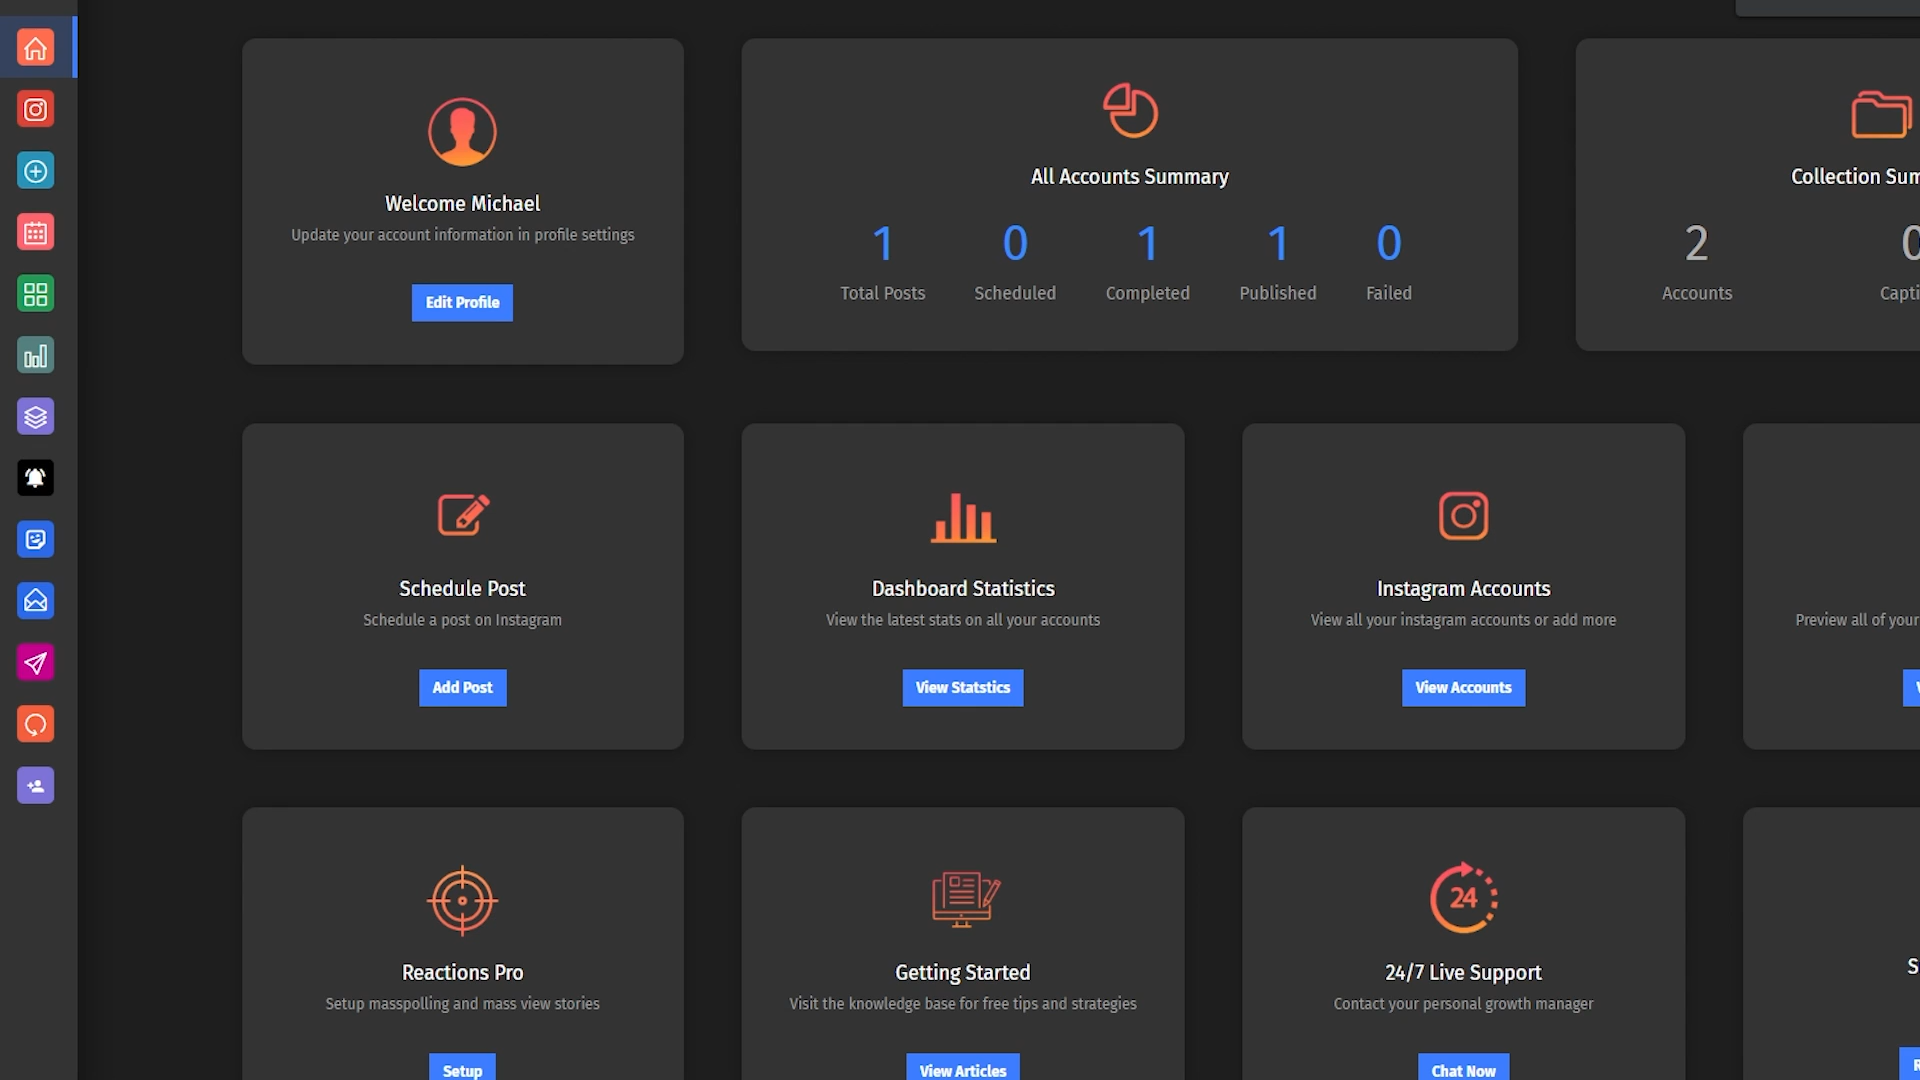 Welcome Michael
Update your account information in profile settings
Edit Profile
All Accounts Summary
1 0 1 1 0
Total Posts Scheduled Completed Published Failed
Collection
2 0
Accounts
Schedule Post
Schedule a post on Instagram
Add Post
Dashboard Statistics
View the latest stats on all your accounts
View Statstics
Instagram Accounts
View all your instagram accounts or add more
View Accounts
Preview all of your
Reactions Pro
Setup masspolling and mass view stories
Setup
Getting Started
Visit the knowledge base for free tips and strategies
View Articles
24
24/7 Live Support
Contact your personal growth manager
Chat Now